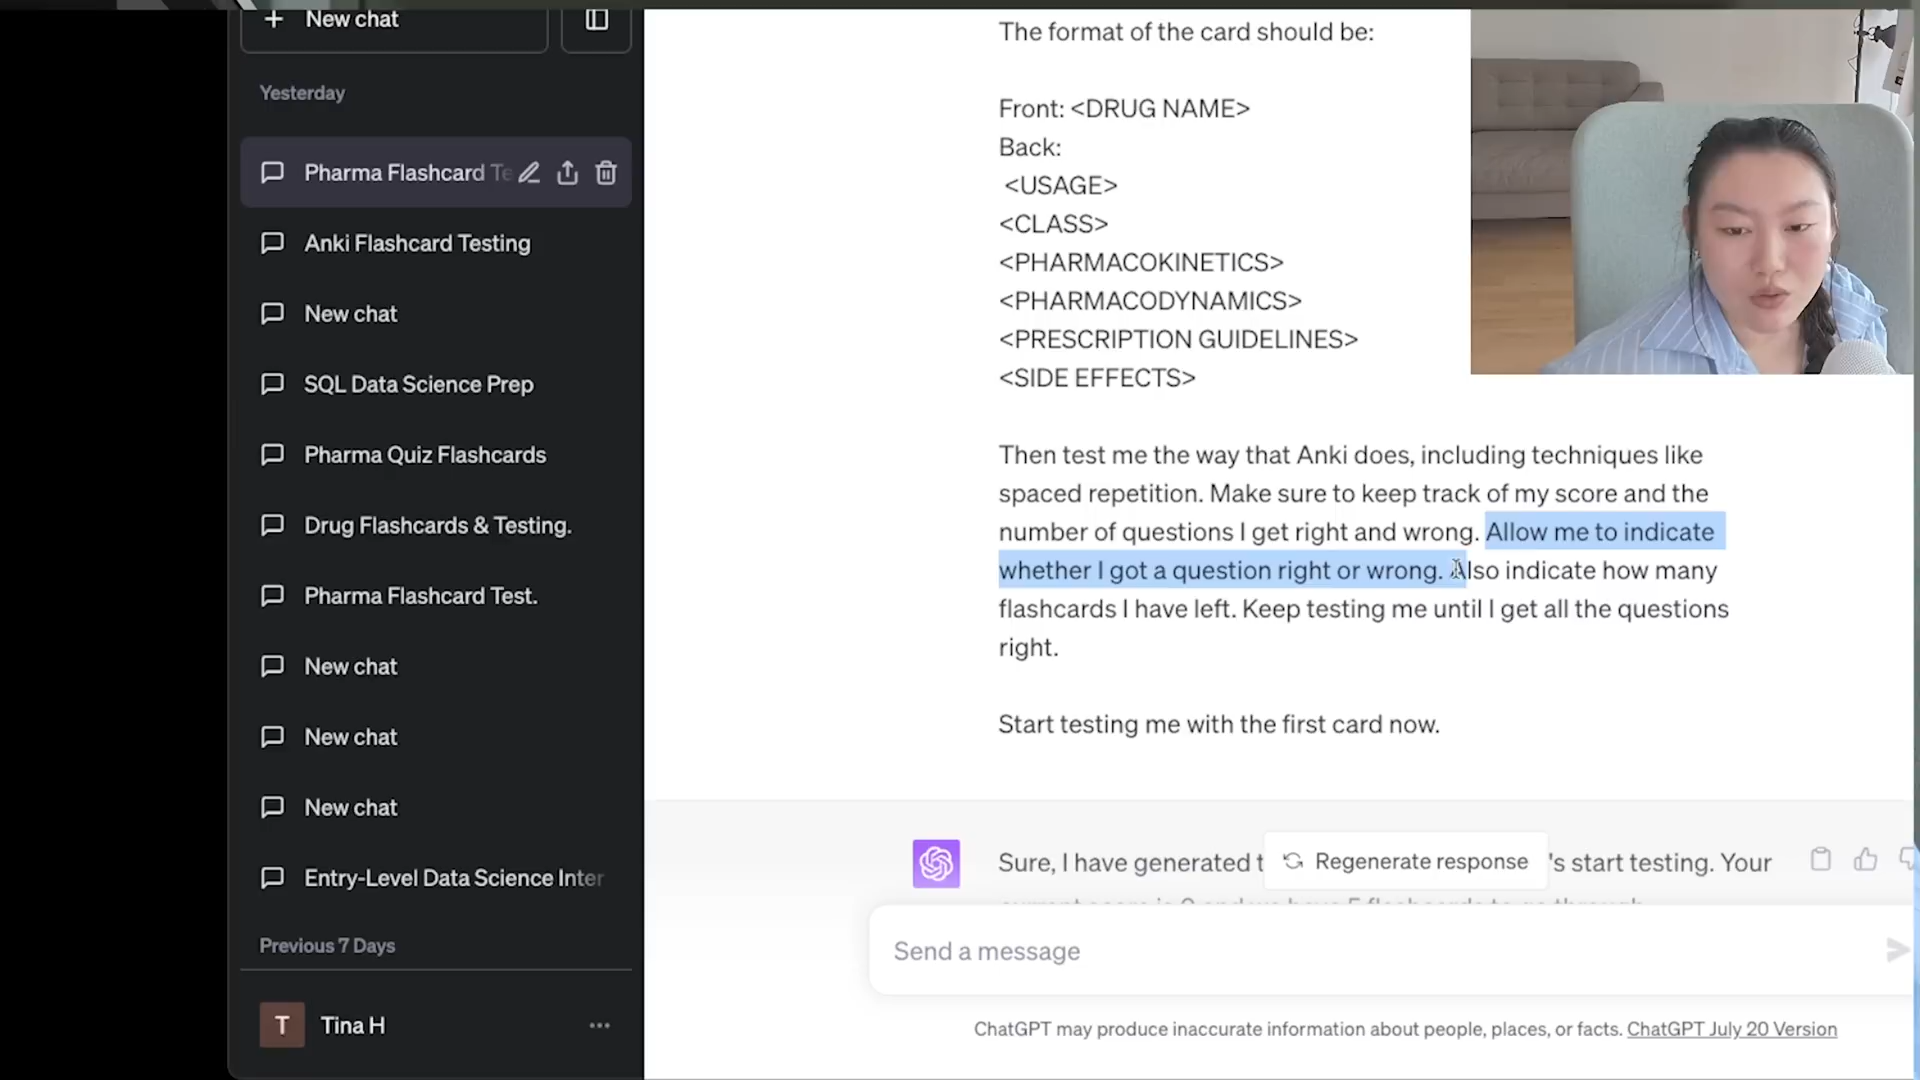 New chat
Yesterday
Pharma Flashcard Te
Anki Flashcard Testing
New chat
SQL Data Science Prep
Pharma Quiz Flashcards
Drug Flashcards & Testing.
Pharma Flashcard Test.
New chat
New chat
New chat
Entry-Level Data Science Inter
Previous 7 Days
T
Tina H
The format of the card should be:
Front: <DRUG NAME>
Back:
<USAGE>
<CLASS>
<PHARMACOKINETICS>
<PHARMACODYNAMICS>
<PRESCRIPTION GUIDELINES>
<SIDE EFFECTS>
Then test me the way that Anki does, including techniques like
spaced repetition. Make sure to keep track of my score and the
number of questions I get right and wrong. Allow me to indicate
whether I got a question right or wrong. Also indicate how many
flashcards I have left. Keep testing me until I get all the questions
right.
Start testing me with the first card now.
Sure, I have generated t
Regenerate response
's start testing. Your
Send a message
ChatGPT may produce inaccurate information about people, places, or facts. ChatGPT July 20 Version